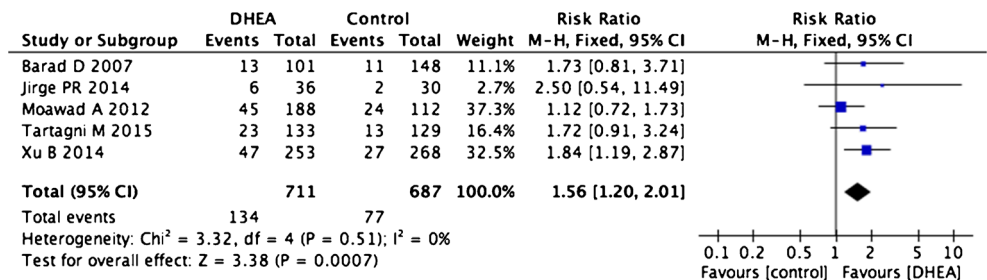 DHEA Control Risk Ratio Risk Ratio
Study or Subgroup Events Total Events Total Weight M-H, Fixed, 95% CI M-H, Fixed, 95% CI
Barad D 2007 13 101 11 148 11.1% 1.73 [0.81, 3.71]
Jirge PR 2014 6 36 2 30 2.7% 2.50 [0.54, 11.49]
Moawad A 2012 45 188 24 112 37.3% 1.12 [0.72, 1.73]
Tartagni M 2015 23 133 13 129 16.4% 1.72 [0.91, 3.24]
Xu B 2014 47 253 27 268 32.5% 1.84 [1.19, 2.87]
Total (95% CI) 711 687 100.0% 1.56 [1.20, 2.01]
Total events 134 77
Heterogeneity: Chi² = 3.32, df = 4 (P = 0.51); I² = 0%
Test for overall effect: Z = 3.38 (P = 0.0007)
0.1 0.2 0.5 1 2 5 10
Favours [control] Favours [DHEA]